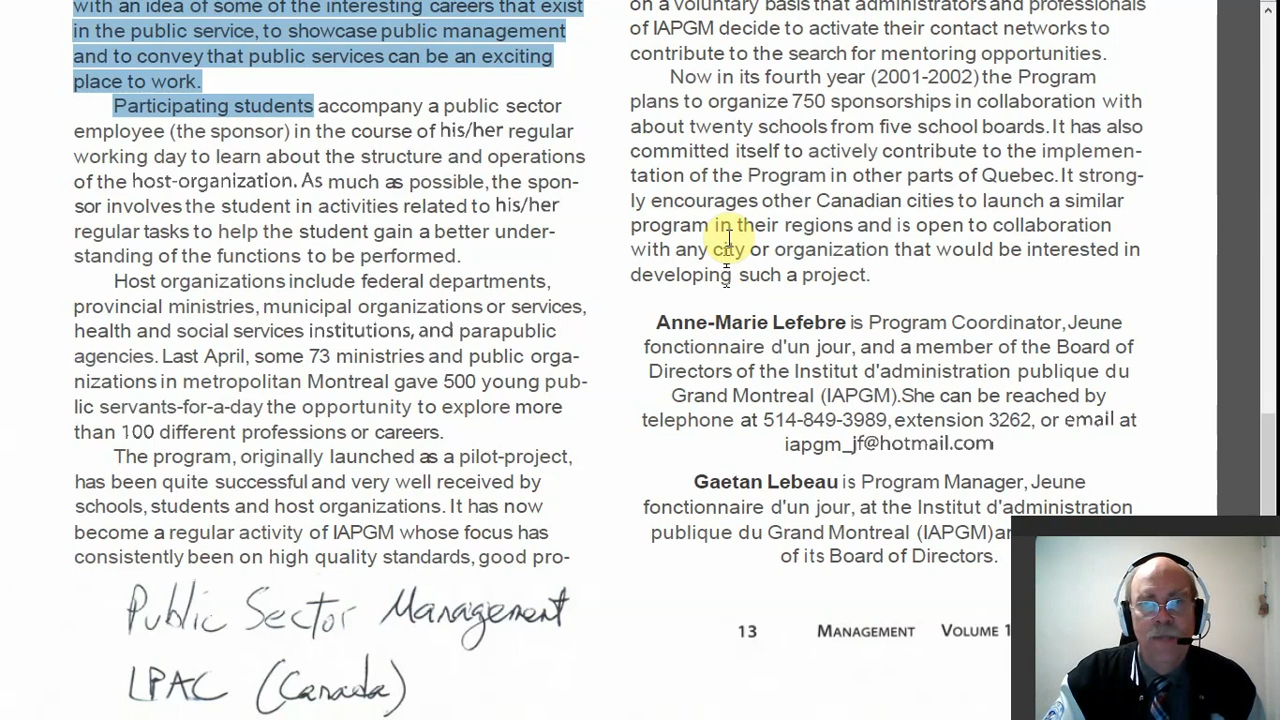 with an idea of some of the interesting careers that exist
in the public service, to showcase public management
and to convey that public services can be an exciting
place to work.
Participating students accompany a public sector
employee (the sponsor) in the course of his/her regular
working day to learn about the structure and operations
of the host-organization. As much as possible, the spon-
sor involves the student in activities related to his/her
regular tasks to help the student gain a better under-
standing of the functions to be performed.
Host organizations include federal departments,
provincial ministries, municipal organizations or services,
health and social services institutions, and parapublic
agencies. Last April, some 73 ministries and public orga-
nizations in metropolitan Montreal gave 500 young pub-
lic servants-for-a-day the opportunity to explore more
than 100 different professions or careers.
The program, originally launched as a pilot-project,
has been quite successful and very well received by
schools, students and host organizations. It has now
become a regular activity of IAPGM whose focus has
consistently been on high quality standards, good pro-
Public Sector Management
LPAC (Canada)
on a voluntary basis that administrators and professionals
of IAPGM decide to activate their contact networks to
contribute to the search for mentoring opportunities.
Now in its fourth year (2001-2002) the Program
plans to organize 750 sponsorships in collaboration with
about twenty schools from five school boards. It has also
committed itself to actively contribute to the implemen-
tation of the Program in other parts of Quebec. It strong-
ly encourages other Canadian cities to launch a similar
program in their regions and is open to collaboration
with any city or organization that would be interested in
developing such a project.
Anne-Marie Lefebre is Program Coordinator, Jeune
fonctionnaire d'un jour, and a member of the Board of
Directors of the Institut d'administration publique du
Grand Montreal (IAPGM). She can be reached by
telephone at 514-849-3989, extension 3262, or email at
iapgm_jf@hotmail.com
Gaetan Lebeau is Program Manager, Jeune
fonctionnaire d'un jour, at the Institut d'administration
publique du Grand Montreal (IAPGM)
of its Board of Directors.
13 MANAGEMENT VOLUME 1